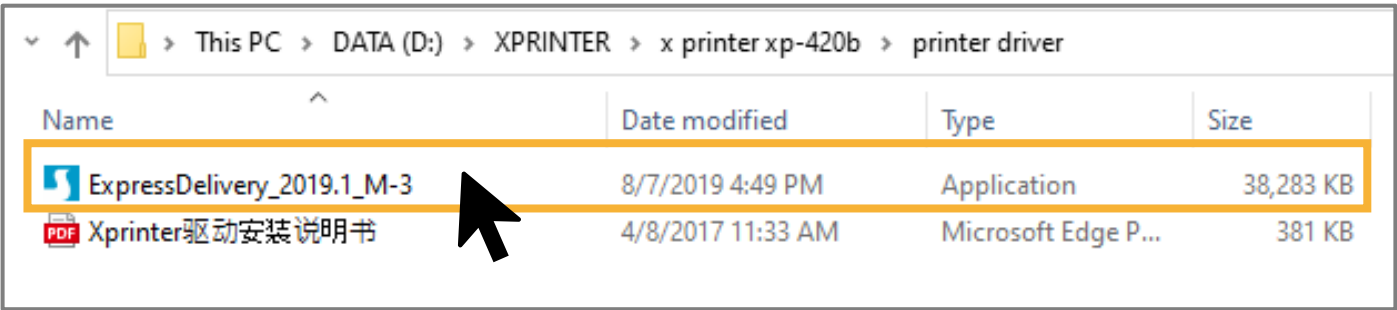 This PC > DATA (D:) > XPRINTER > x printer xp-420b > printer driver
Name Date modified Type Size
ExpressDelivery_2019.1_M-3 8/7/2019 4:49 PM Application 38,283 KB
PDF Xprinter驱动安装说明书 4/8/2017 11:33 AM Microsoft Edge P... 381 KB